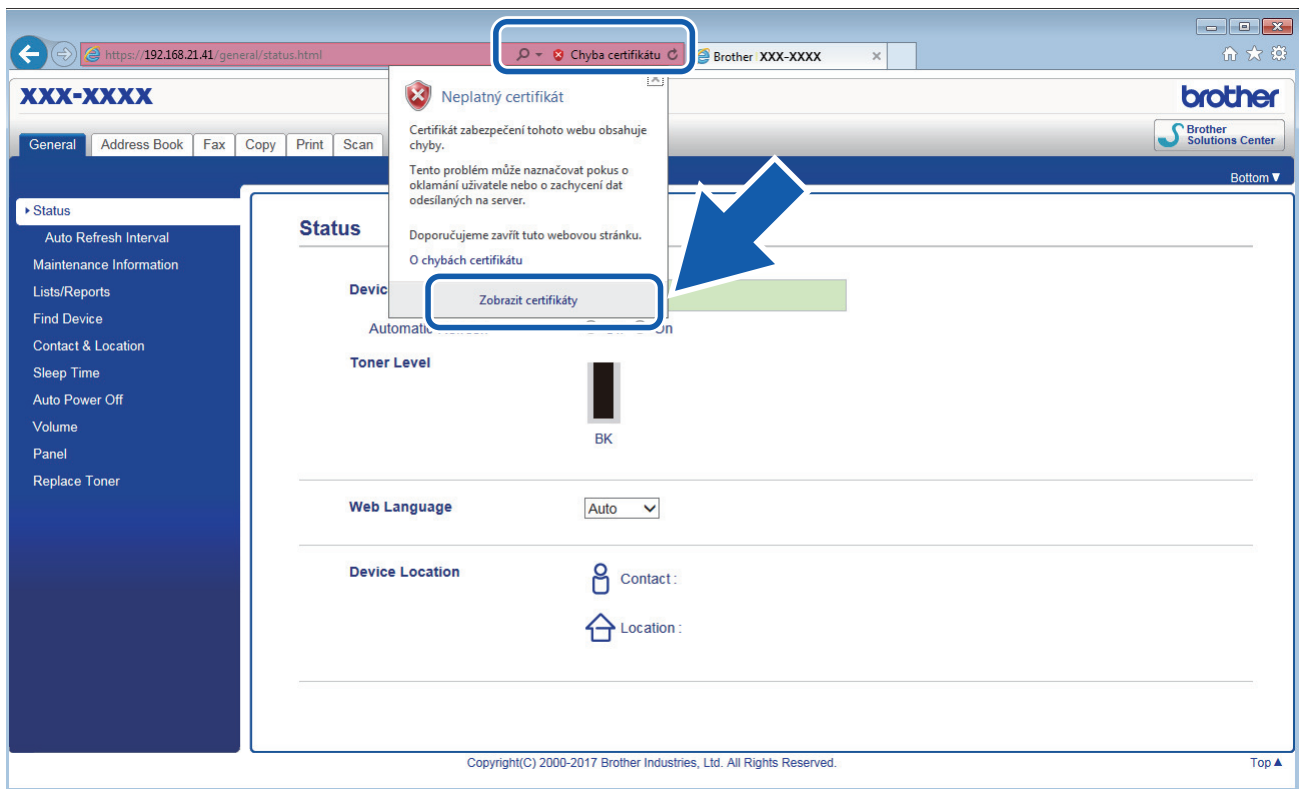 https://192.168.21.41/general/status.html
Chyba certifikátu
Brother XXX-XXXX
XXX-XXXX
brother
General
Address Book
Fax
Copy
Print
Scan
Brother
Solutions Center
Bottom▼
Neplatný certifikát
Certifikát zabezpečení tohoto webu obsahuje
chyby.
Tento problém může naznačovat pokus o
oklamání uživatele nebo o zachycení dat
odesílaných na server.
Doporučujeme zavřít tuto webovou stránku.
O chybách certifikátu
Zobrazit certifikáty
Status
Auto Refresh Interval
Maintenance Information
Lists/Reports
Find Device
Contact & Location
Sleep Time
Auto Power Off
Volume
Panel
Replace Toner
Status
Toner Level
BK
Web Language
Auto
Device Location
Contact :
Location :
Copyright(C) 2000-2017 Brother Industries, Ltd. All Rights Reserved.
Top▲